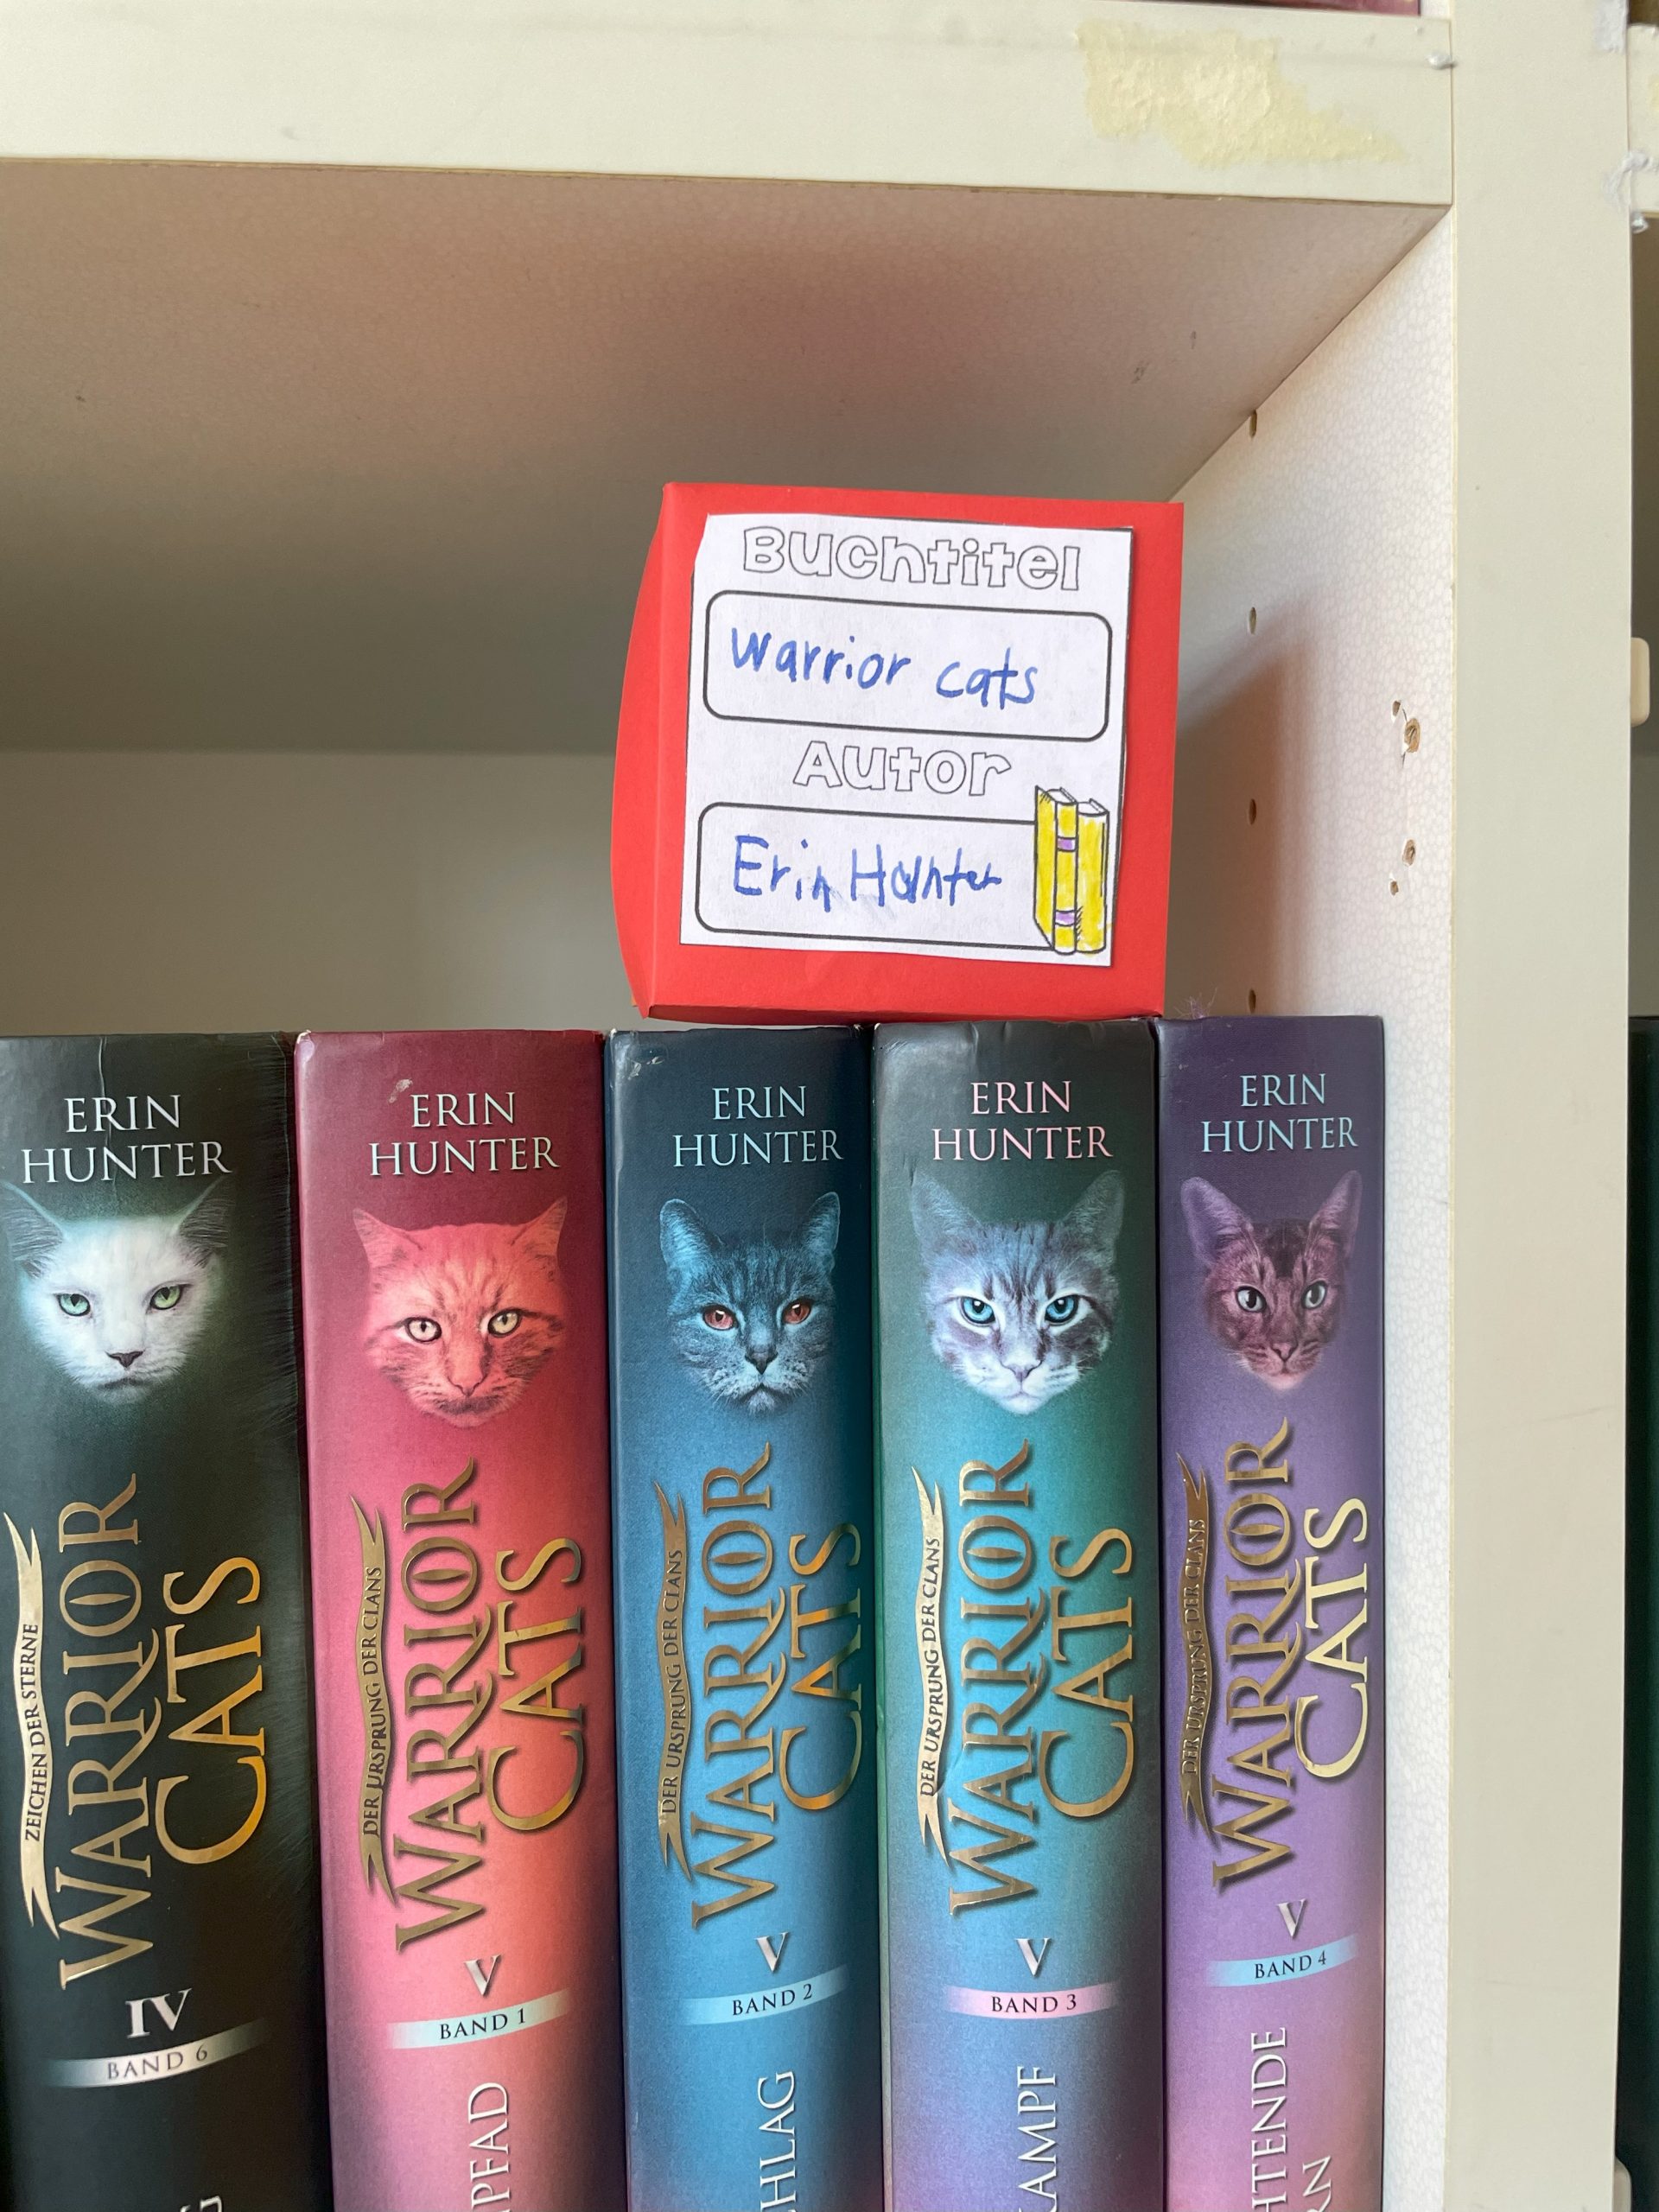 Buchtitel
Warrior cats
Autor
Erin Hunter
ERIN
HUNTER
ZEICHEN DER STERNE
WARRIOR
CATS
IV
BAND 6
ERIN
HUNTER
DER URSPRUNG DER CLANS
WARRIOR
CATS
V
BAND 1
PFAD
ERIN
HUNTER
DER URSPRUNG DER CLANS
WARRIOR
CATS
V
BAND 2
HLAG
ERIN
HUNTER
DER URSPRUNG DER CLANS
WARRIOR
CATS
V
BAND 3
KAMPF
ERIN
HUNTER
DER URSPRUNG DER CLANS
WARRIOR
CATS
V
BAND 4
HTENDE
RN